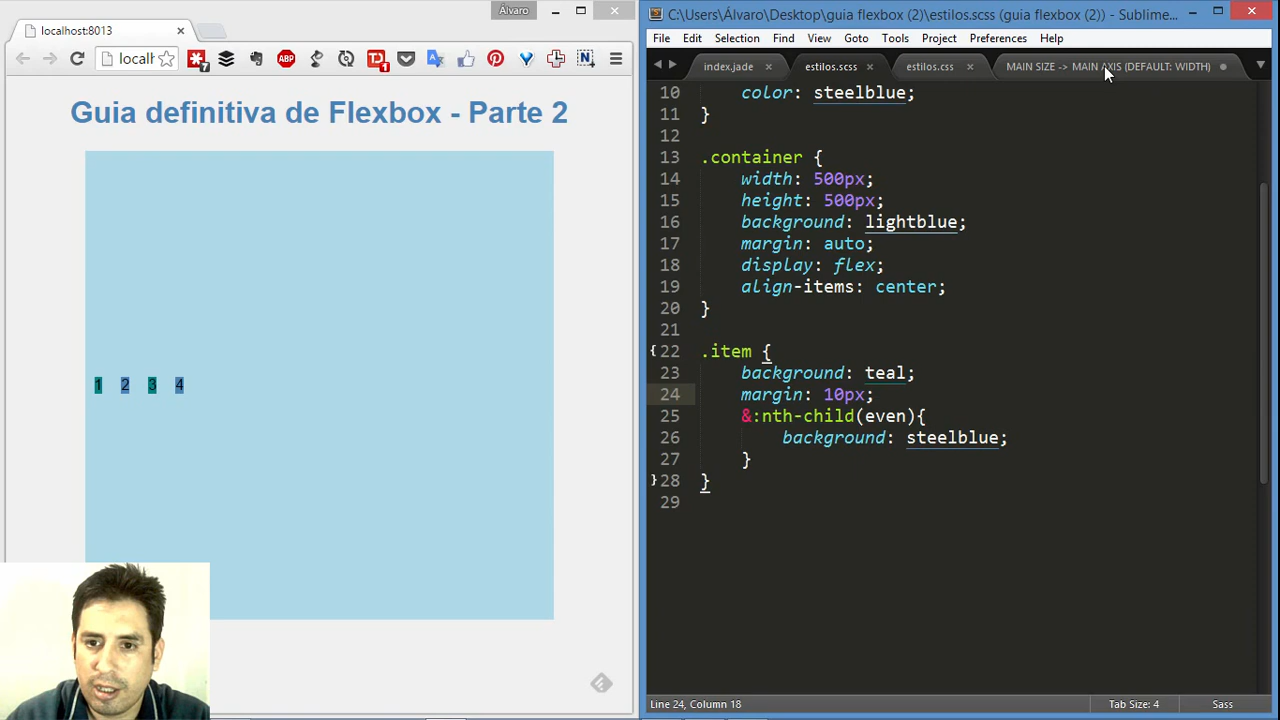 Álvaro
localhost:8013
localh
7
ABP
TD
1
N
Guia definitiva de Flexbox - Parte 2
1 2 3 4
C:\Users\Álvaro\Desktop\guia flexbox (2)\estilos.scss (guia flexbox (2)) - Sublime...
File Edit Selection Find View Goto Tools Project Preferences Help
index.jade estilos.scss estilos.css MAIN SIZE -> MAIN AXIS (DEFAULT: WIDTH)
10 color: steelblue;
11 }
12
13 .container {
14 width: 500px;
15 height: 500px;
16 background: lightblue;
17 margin: auto;
18 display: flex;
19 align-items: center;
20 }
21
22 .item {
23 background: teal;
24 margin: 10px;
25 &:nth-child(even){
26 background: steelblue;
27 }
28 }
29
Line 24, Column 18 Tab Size: 4 Sass